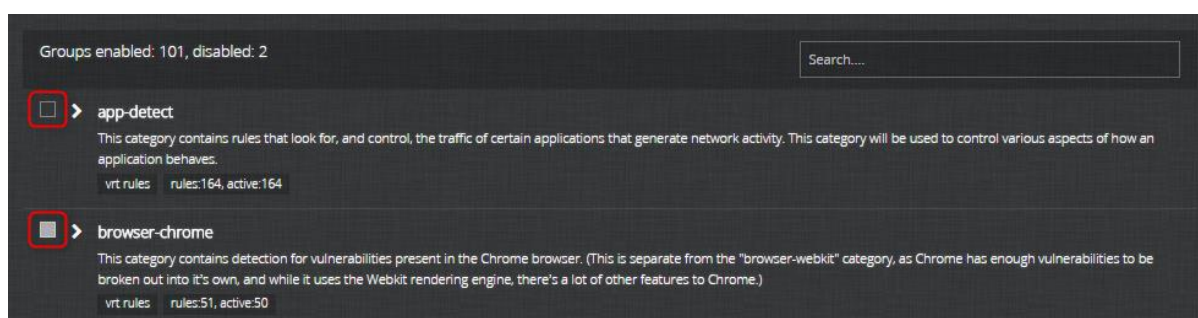 Groups enabled: 101, disabled: 2
Search....
app-detect
This category contains rules that look for, and control, the traffic of certain applications that generate network activity. This category will be used to control various aspects of how an
application behaves.
vrt rules rules:164, active:164
browser-chrome
This category contains detection for vulnerabilities present in the Chrome browser. (This is separate from the "browser-webkit" category, as Chrome has enough vulnerabilities to be
broken out into it's own, and while it uses the Webkit rendering engine, there's a lot of other features to Chrome.)
vrt rules rules:51, active:50